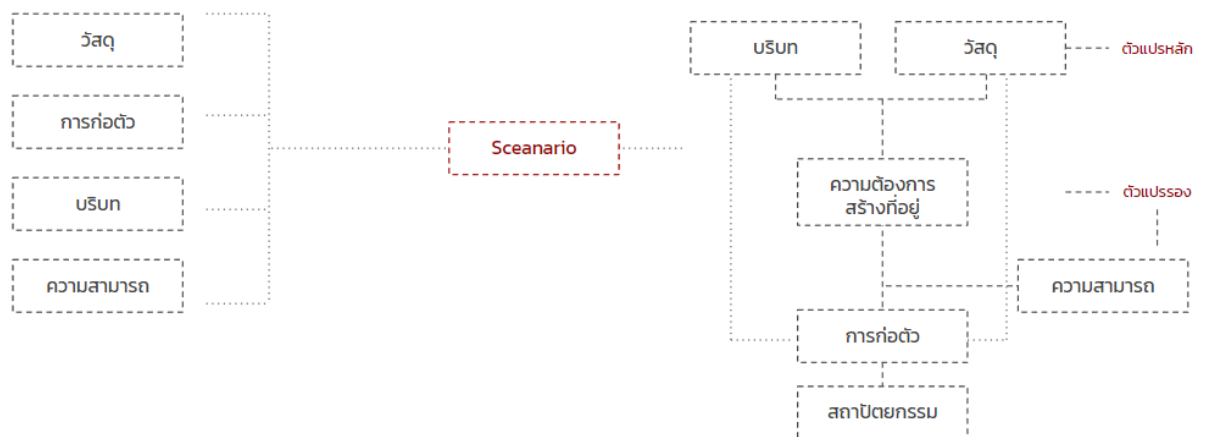 วัสดุ
การก่อตัว
บริบท
ความสามารถ
Sceanario
บริบท
วัสดุ
ตัวแปรหลัก
ความต้องการ
สร้างที่อยู่
ตัวแปรรอง
ความสามารถ
การก่อตัว
สถาปัตยกรรม